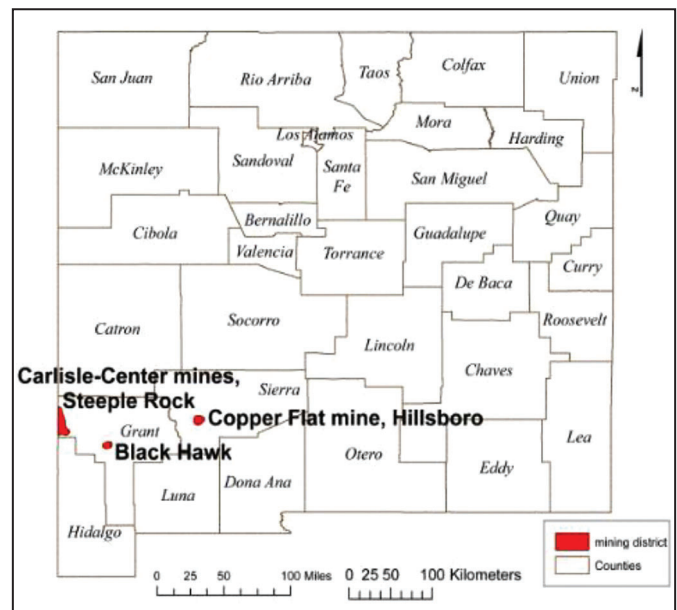 Colfax
Taos
San Juan
Rio Arriba
Union
N
Mora
Los Alamos
Harding
Sandoval
Santa
Fe
McKinley
San Miguel
Bernalillo
Quay
Cibola
Guadalupe
Valencia
Torrance
Curry
De Baca
Socorro
Roosevelt
Catron
Lincoln
Chaves
Carlisle-Center mines,
Steeple Rock
Sierra
Copper Flat mine, Hillsboro
Grant
Black Hawk
Lea
Otero
Eddy
Dona Ana
Luna
Hidalgo
mining district
Counties
0 25 50 100 Miles
0 25 50 100 Kilometers